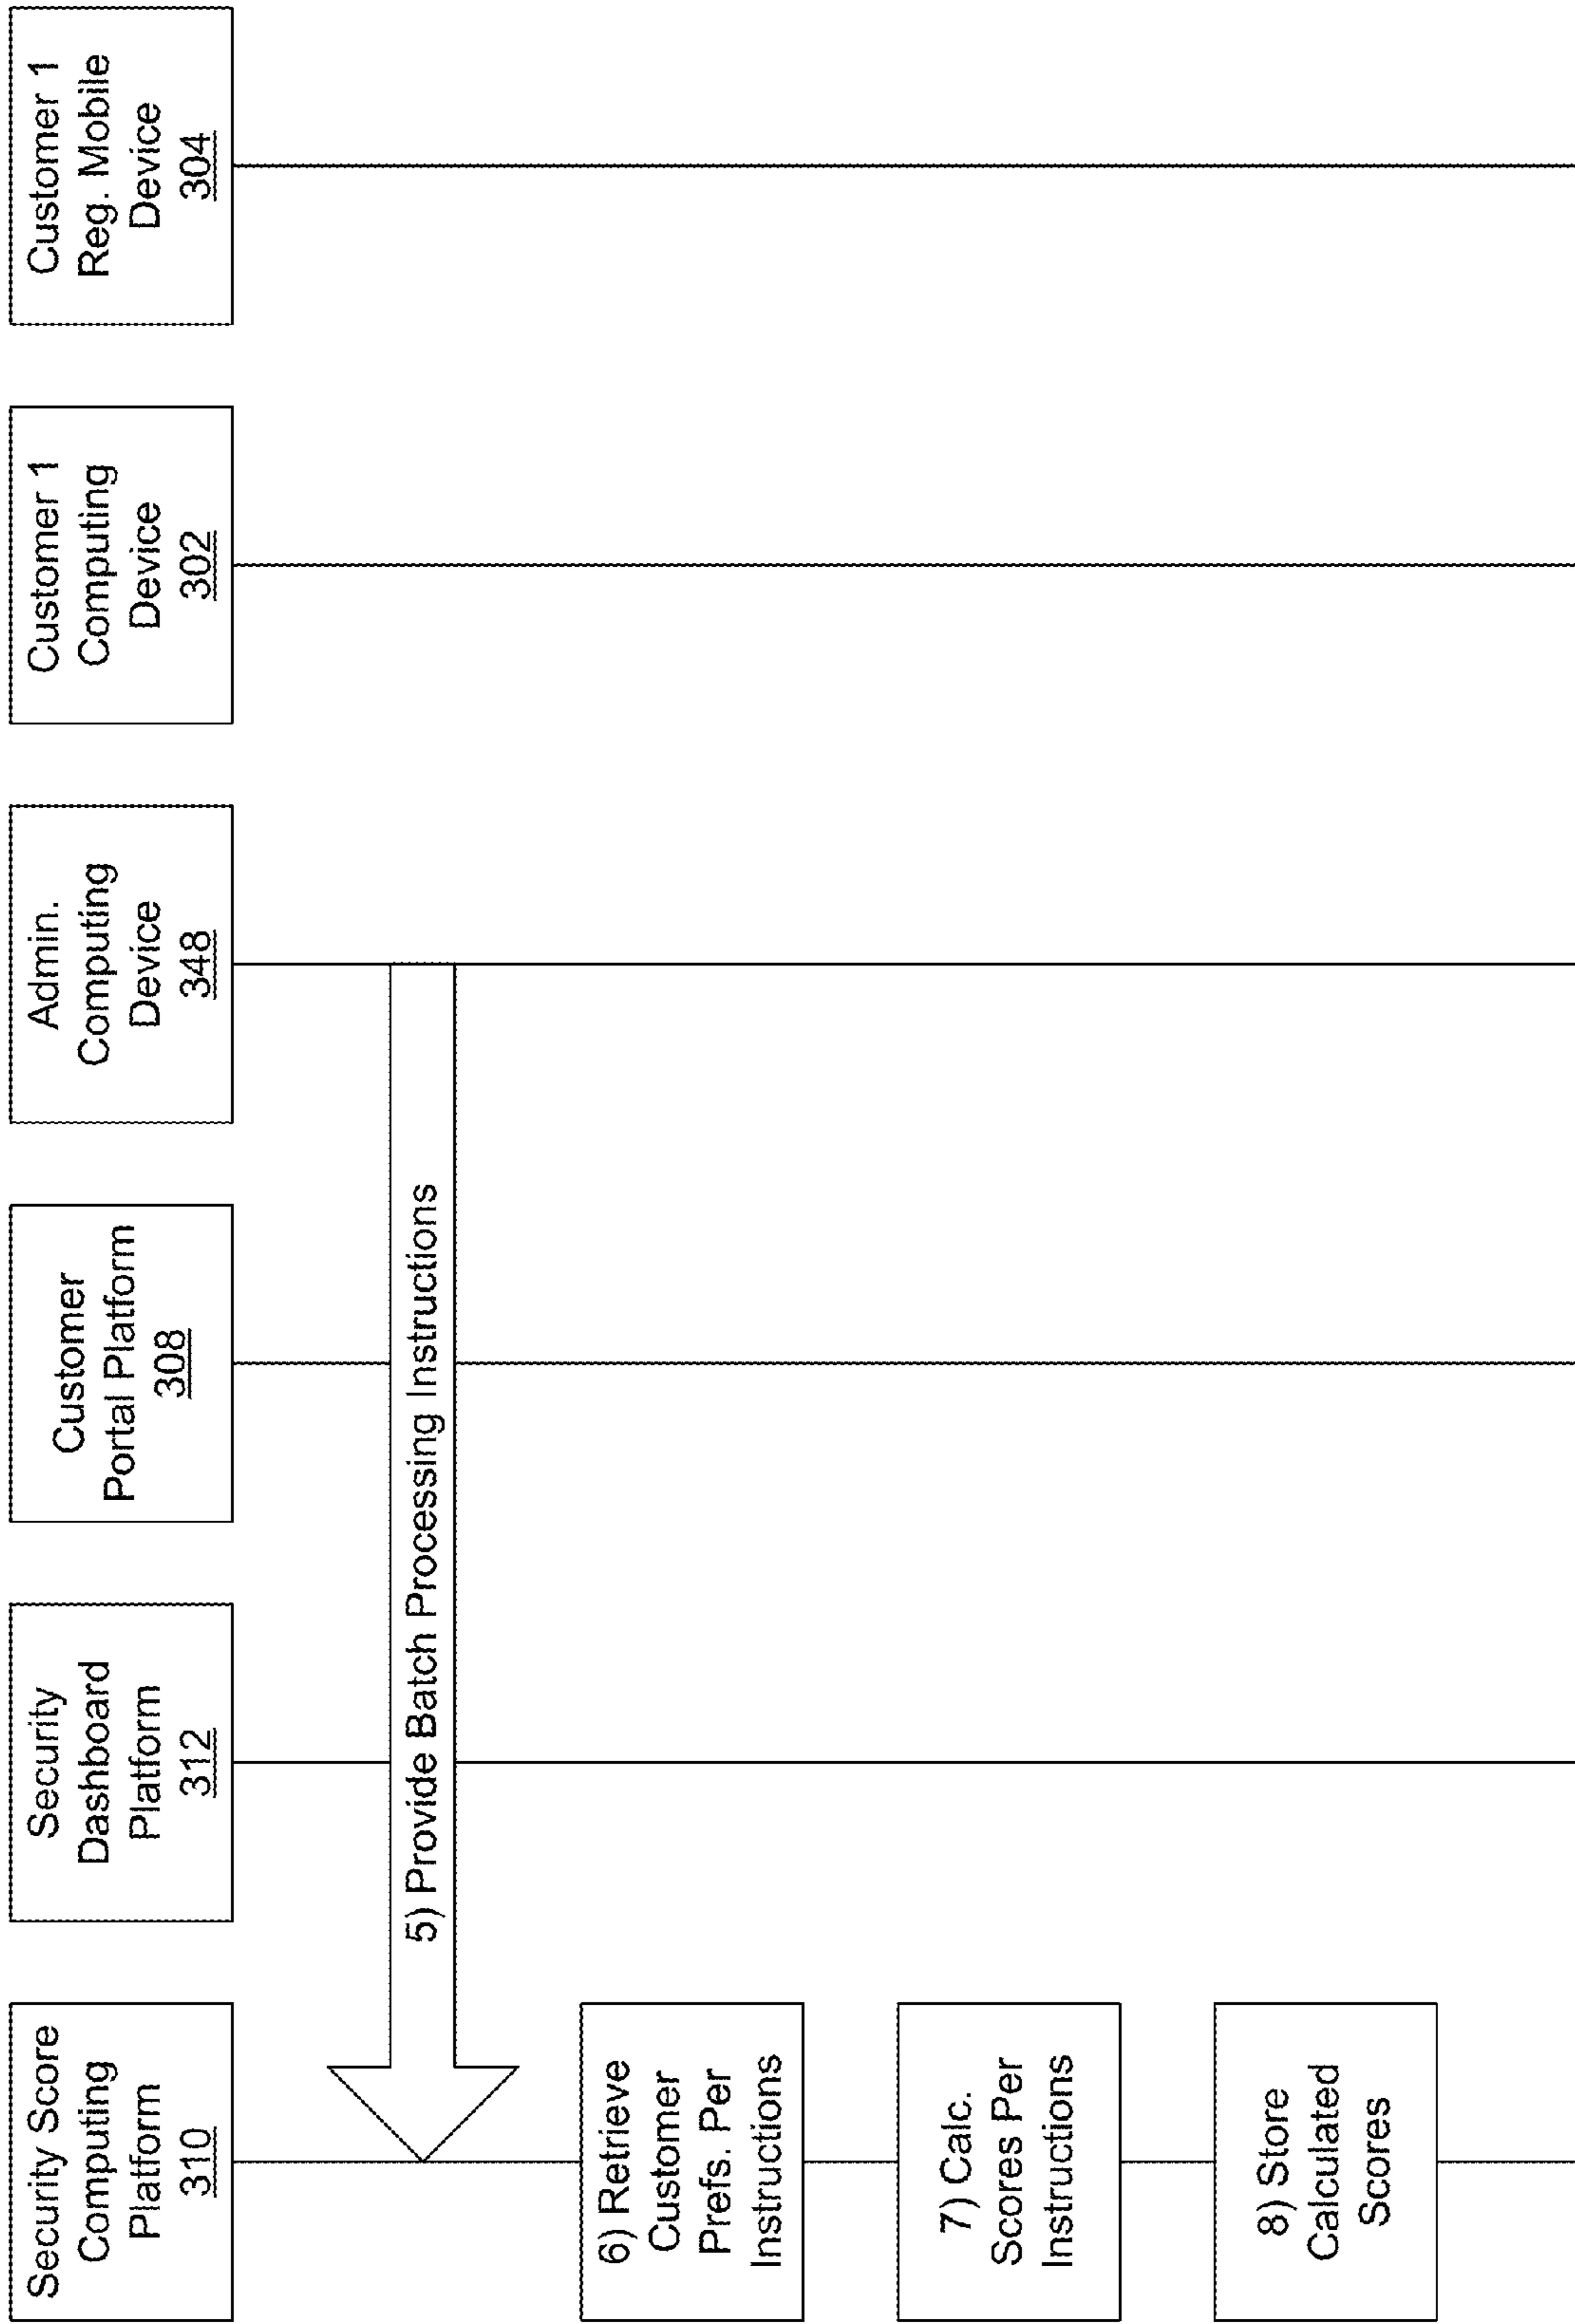 Security Score
Computing
Platform
310
Security
Dashboard
Platform
312
Customer
Portal Platform
308
Admin.
Computing
Device
348
Customer 1
Computing
Device
302
Customer 1
Reg. Mobile
Device
304
5) Provide Batch Processing Instructions
6) Retrieve
Customer
Prefs. Per
Instructions
7) Calc.
Scores Per
Instructions
8) Store
Calculated
Scores